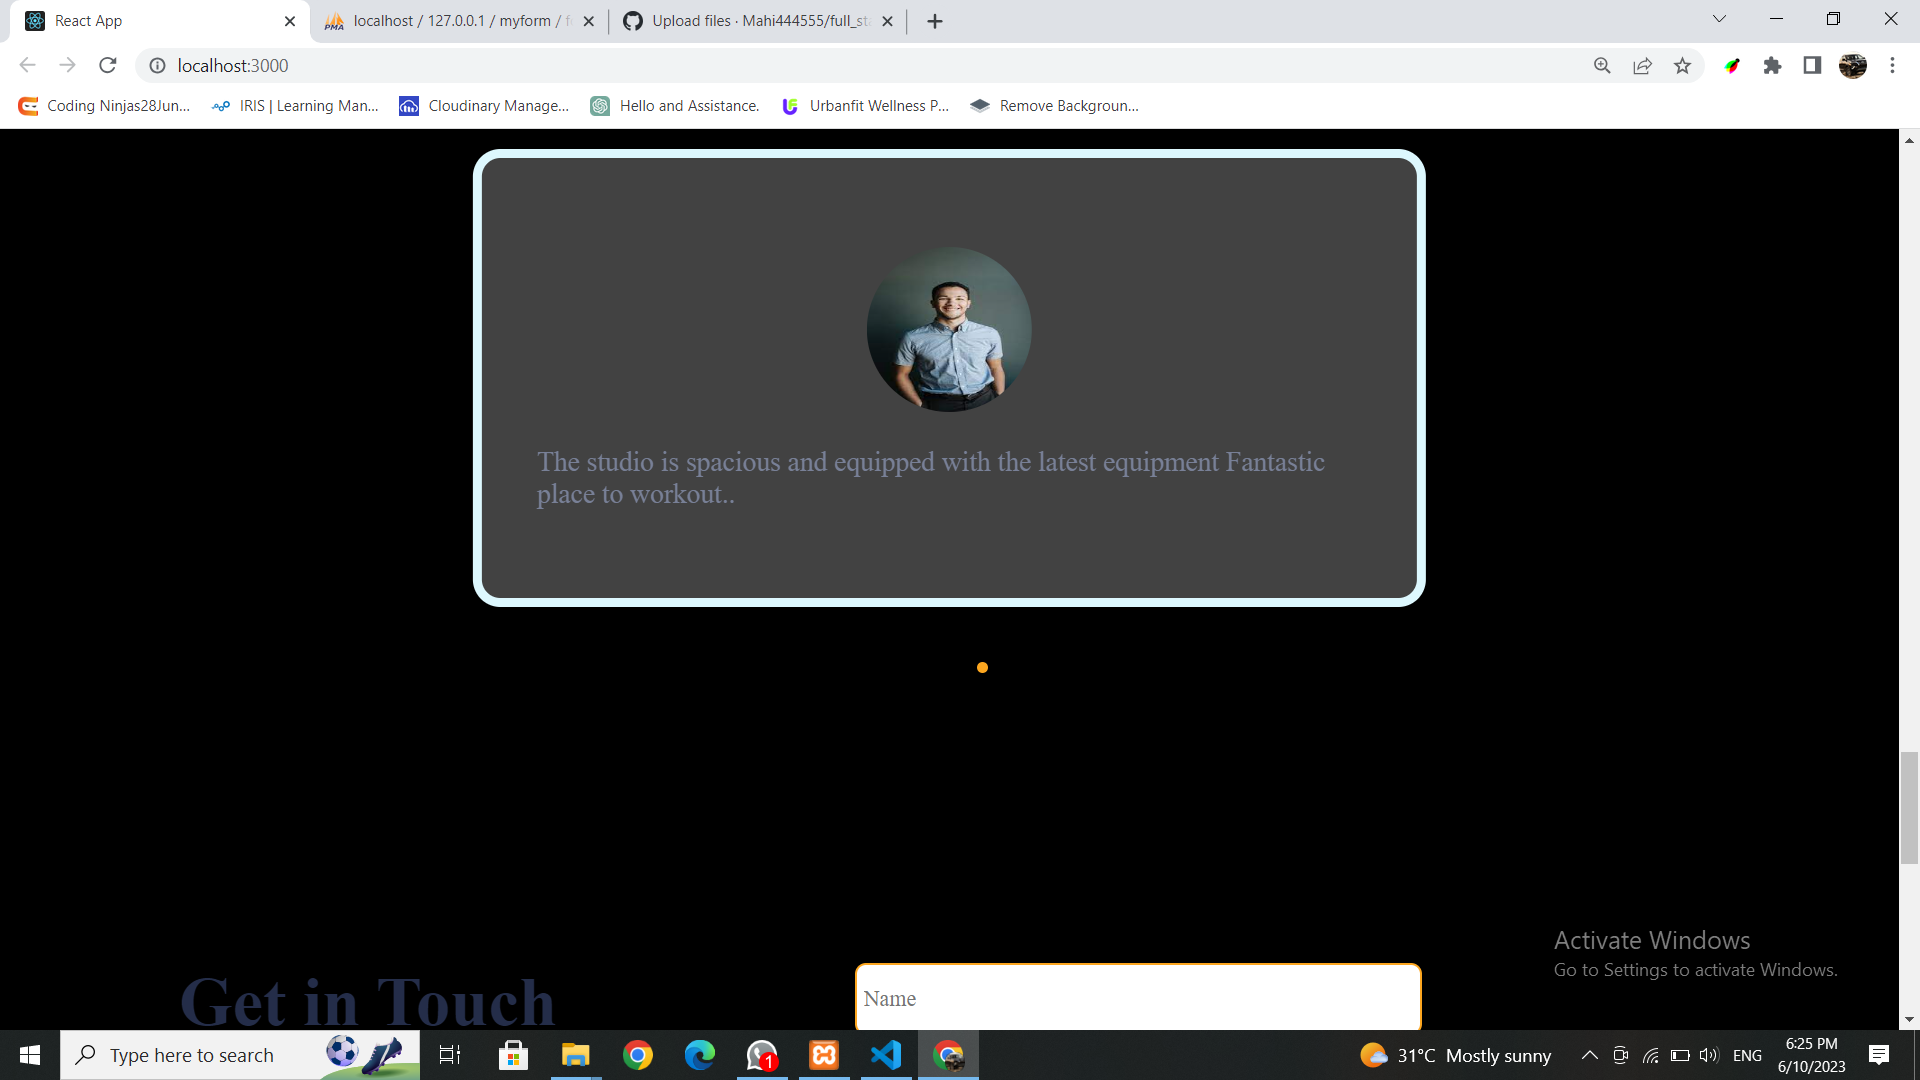 React App
localhost / 127.0.0.1 / myform / f
Upload files · Mahi444555/full_st
localhost:3000
Coding Ninjas28Jun...
IRIS | Learning Man...
Cloudinary Manage...
Hello and Assistance.
Urbanfit Wellness P...
Remove Backgroun...
The studio is spacious and equipped with the latest equipment Fantastic
place to workout..
Activate Windows
Go to Settings to activate Windows.
Get in Touch
Name
Type here to search
1
31°C Mostly sunny
ENG
6:25 PM
6/10/2023